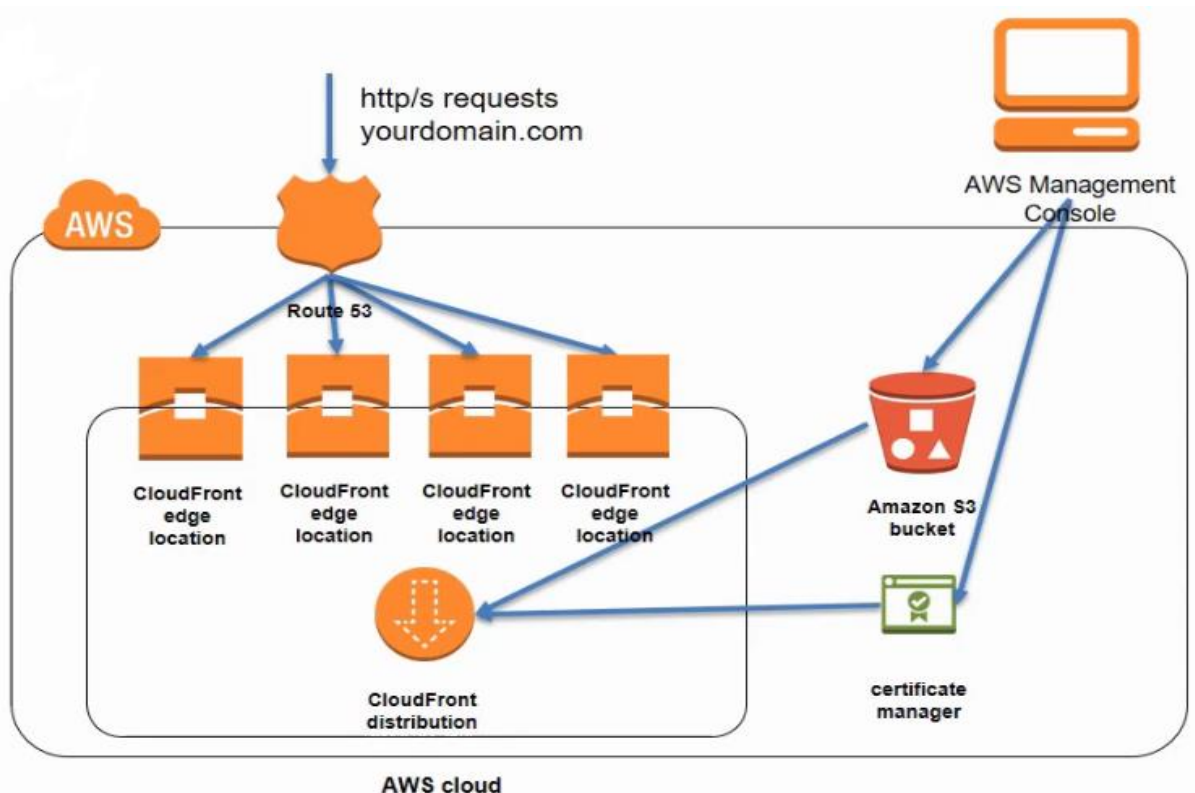 http/s requests
yourdomain.com
AWS Management
Console
AWS
Route 53
CloudFront
edge
location
CloudFront
edge
location
CloudFront
edge
location
CloudFront
edge
location
Amazon S3
bucket
CloudFront
distribution
certificate
manager
AWS cloud